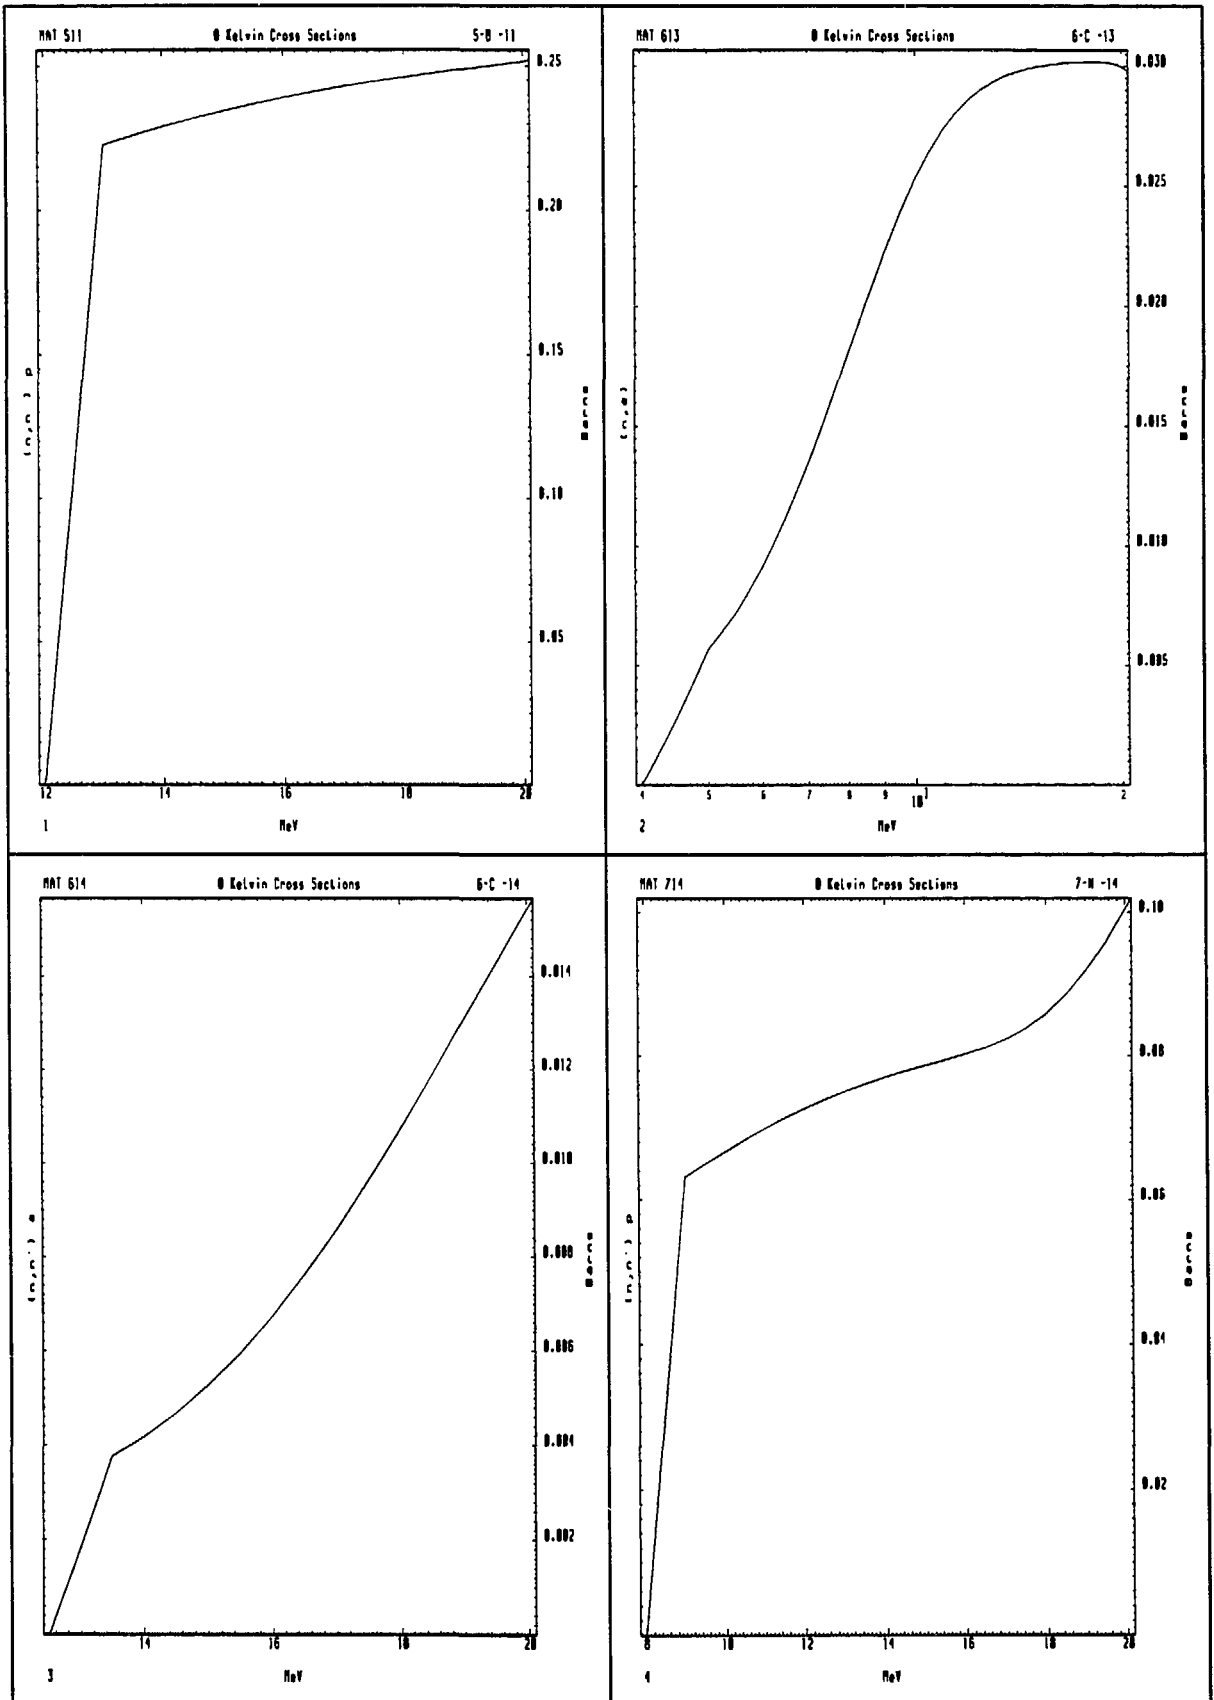 MAT 511 0 Kelvin Cross Sections 5-B -11
0.25
0.20
0.15
0.10
0.05
(n,n ) p
Barns
12 14 16 18 20
1 MeV
MAT 613 0 Kelvin Cross Sections 6-C -13
0.030
0.025
0.020
0.015
0.010
0.005
(n,a)
Barns
4 5 6 7 8 9 10¹ 2
2 MeV
MAT 614 0 Kelvin Cross Sections 6-C -14
0.014
0.012
0.010
0.008
0.006
0.004
0.002
(n,n') a
Barns
14 16 18 20
3 MeV
MAT 714 0 Kelvin Cross Sections 7-N -14
0.10
0.08
0.06
0.04
0.02
(n,n') p
Barns
8 10 12 14 16 18 20
4 MeV